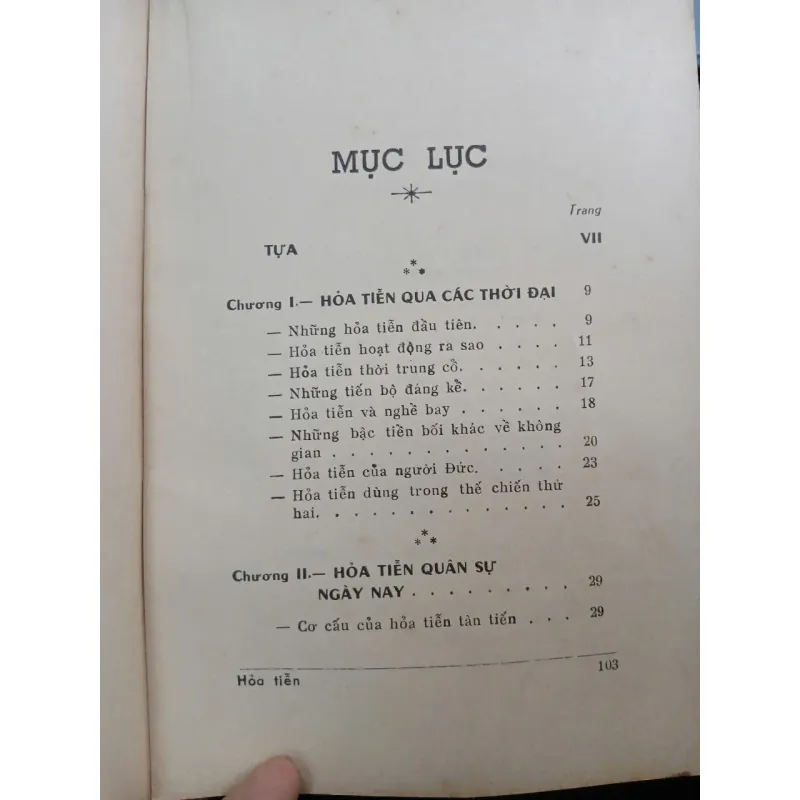 MỤC LỤC
Trang
TỰA VII
Chương I.— HỎA TIỄN QUA CÁC THỜI ĐẠI 9
— Những hỏa tiễn đầu tiên. . . . . 9
— Hỏa tiễn hoạt động ra sao . . . . 11
— Hỏa tiễn thời trung cổ. . . . . . 13
— Những tiến bộ đáng kể. . . . . . 17
— Hỏa tiễn và nghề bay . . . . . . 18
— Những bậc tiền bối khác về không
gian . . . . . . . . . . . . . 20
— Hỏa tiễn của người Đức. . . . . 23
— Hỏa tiễn dùng trong thế chiến thứ
hai. . . . . . . . . . . . . . 25
Chương II.— HỎA TIỄN QUÂN SỰ
NGÀY NAY . . . . . . . . . 29
— Cơ cấu của hỏa tiễn tàn tiến . . . 29
Hỏa tiễn 103